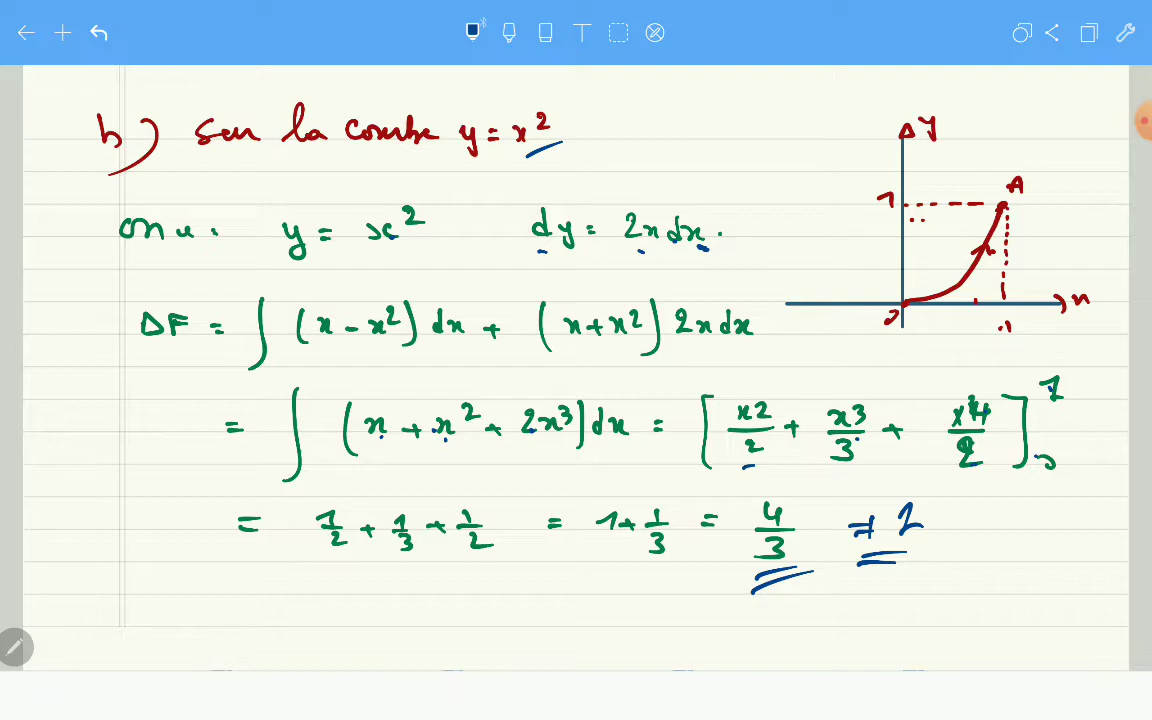 b) Sur la courbe y = x²
on a : y = x² dy = 2x dx .
ΔF = ∫ (x - x²) dx + (x + x²) 2x dx
= ∫ (x + x² + 2x³) dx = [x2/2 + x3/3 + x4/2]₀¹
= 1/2 + 1/3 + 1/2 = 1 + 1/3 = 4/3 ≠ 1
y
A
1
0
x
1